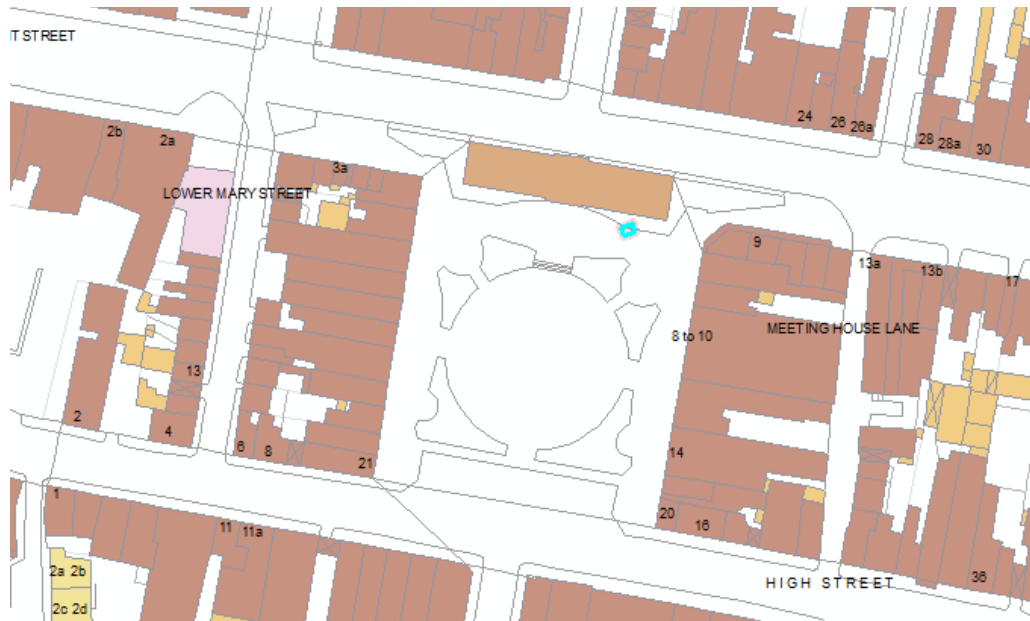 IT STREET
2b
2a
24
26
26a
28
28a
30
3a
LOWER MARY STREET
9
13a
13b
17
8 to 10
MEETING HOUSE LANE
13
2
4
6
8
21
14
20
16
1
11
11a
2a 2b
2c 2d
HIGH STREET
36